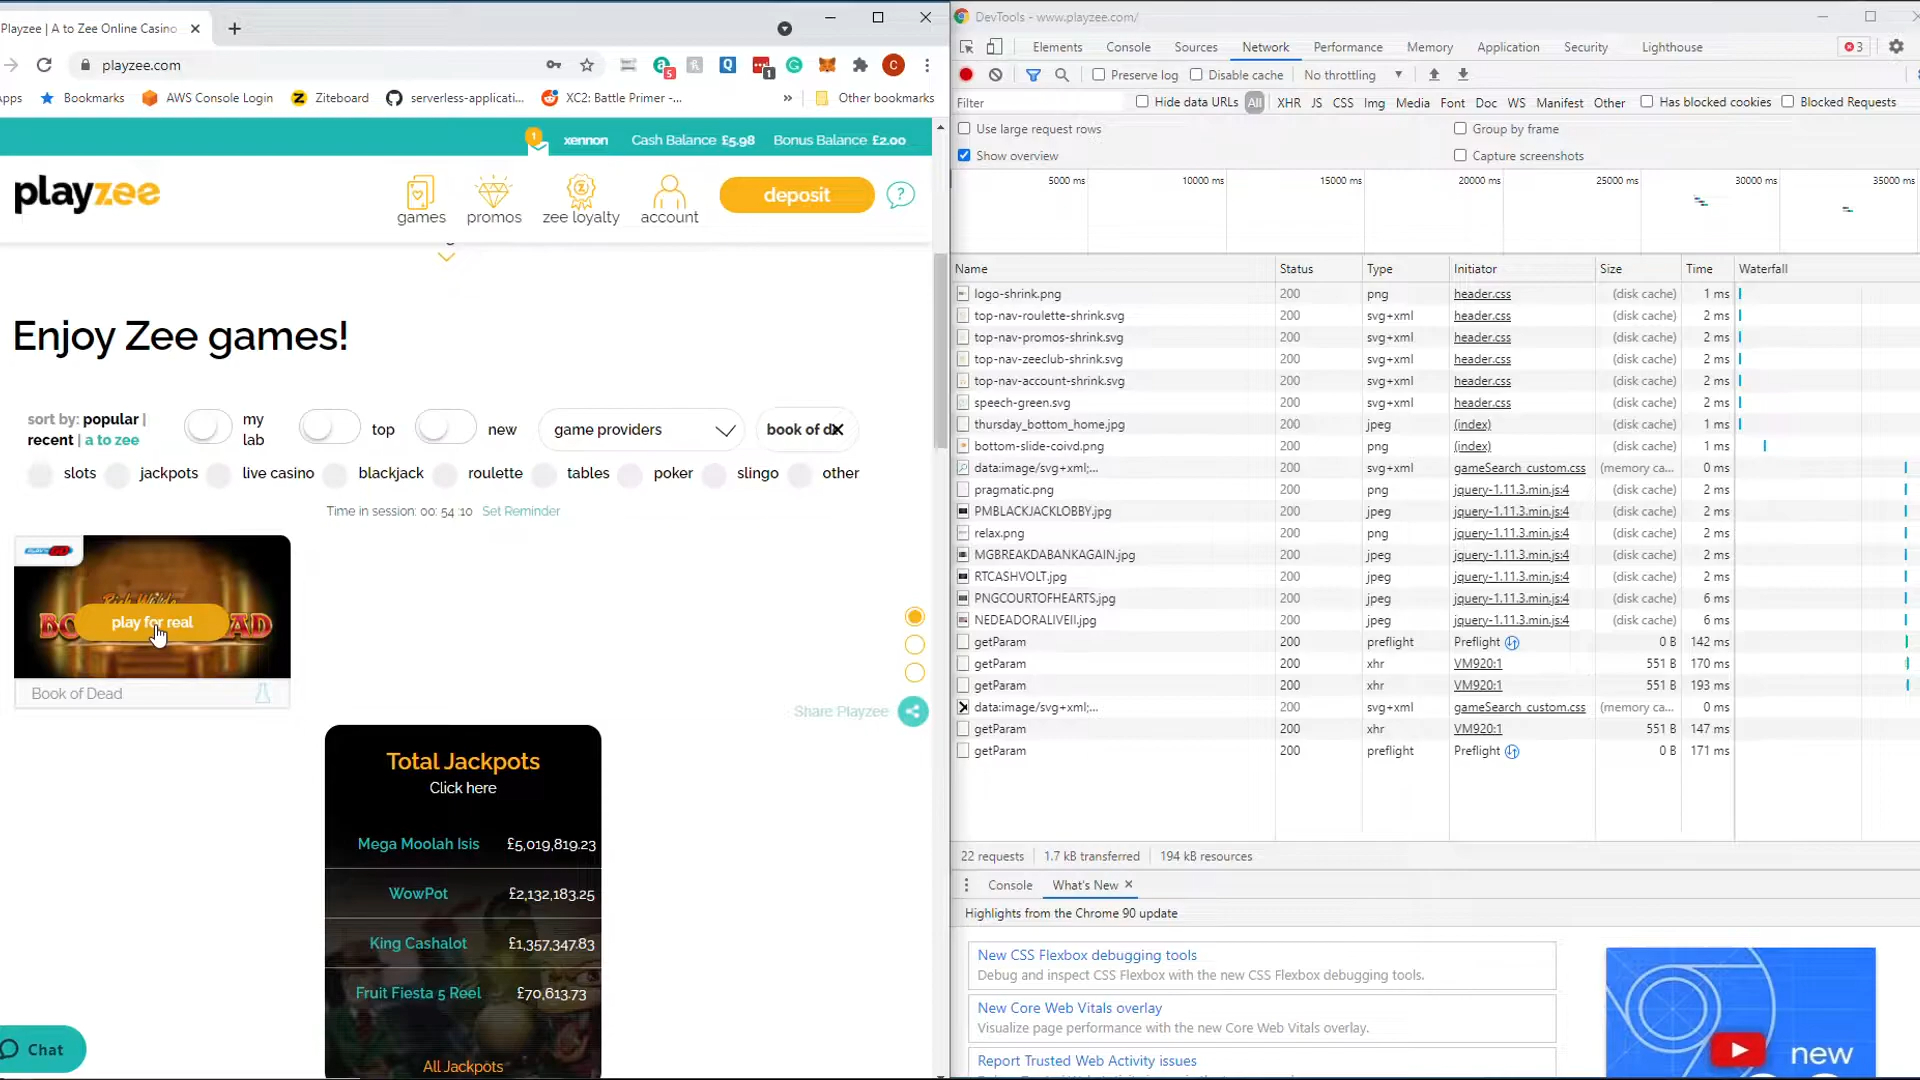 Playzee | A to Zee Online Casino
playzee.com
5
1
C
Apps
Bookmarks
AWS Console Login
Ziteboard
serverless-applicati...
XC2: Battle Primer -...
»
Other bookmarks
1
xennon
Cash Balance £5.98
Bonus Balance £2.00
playzee
games
promos
zee loyalty
account
deposit
?
Enjoy Zee games!
sort by: popular |
recent | a to zee
my
lab
top
new
game providers
book of d
slots
jackpots
live casino
blackjack
roulette
tables
poker
slingo
other
Time in session: 00: 54 :10 Set Reminder
play for real
Book of Dead
Share Playzee
Total Jackpots
Click here
Mega Moolah Isis £5,019,819.23
WowPot £2,132,183.25
King Cashalot £1,357,347.83
Fruit Fiesta 5 Reel £70,613.73
All Jackpots
Chat
DevTools - www.playzee.com/
Elements Console Sources Network Performance Memory Application Security Lighthouse 3
Preserve log Disable cache No throttling
Filter Hide data URLs All XHR JS CSS Img Media Font Doc WS Manifest Other Has blocked cookies Blocked Requests
Use large request rows Group by frame
Show overview Capture screenshots
5000 ms 10000 ms 15000 ms 20000 ms 25000 ms 30000 ms 35000 ms
Name Status Type Initiator Size Time Waterfall
logo-shrink.png 200 png header.css (disk cache) 1 ms
top-nav-roulette-shrink.svg 200 svg+xml header.css (disk cache) 2 ms
top-nav-promos-shrink.svg 200 svg+xml header.css (disk cache) 2 ms
top-nav-zeeclub-shrink.svg 200 svg+xml header.css (disk cache) 2 ms
top-nav-account-shrink.svg 200 svg+xml header.css (disk cache) 2 ms
speech-green.svg 200 svg+xml header.css (disk cache) 2 ms
thursday_bottom_home.jpg 200 jpeg (index) (disk cache) 1 ms
bottom-slide-coivd.png 200 png (index) (disk cache) 1 ms
data:image/svg+xml;... 200 svg+xml gameSearch_custom.css (memory ca... 0 ms
pragmatic.png 200 png jquery-1.11.3.min.js:4 (disk cache) 2 ms
PMBLACKJACKLOBBY.jpg 200 jpeg jquery-1.11.3.min.js:4 (disk cache) 2 ms
relax.png 200 png jquery-1.11.3.min.js:4 (disk cache) 2 ms
MGBREAKDABANKAGAIN.jpg 200 jpeg jquery-1.11.3.min.js:4 (disk cache) 2 ms
RTCASHVOLT.jpg 200 jpeg jquery-1.11.3.min.js:4 (disk cache) 2 ms
PNGCOURTOFHEARTS.jpg 200 jpeg jquery-1.11.3.min.js:4 (disk cache) 6 ms
NEDEADORALIVEII.jpg 200 jpeg jquery-1.11.3.min.js:4 (disk cache) 6 ms
getParam 200 preflight Preflight 0 B 142 ms
getParam 200 xhr VM920:1 551 B 170 ms
getParam 200 xhr VM920:1 551 B 193 ms
data:image/svg+xml;... 200 svg+xml gameSearch_custom.css (memory ca... 0 ms
getParam 200 xhr VM920:1 551 B 147 ms
getParam 200 preflight Preflight 0 B 171 ms
22 requests 1.7 kB transferred 194 kB resources
Console What's New
Highlights from the Chrome 90 update
New CSS Flexbox debugging tools
Debug and inspect CSS Flexbox with the new CSS Flexbox debugging tools.
New Core Web Vitals overlay
Visualize page performance with the new Core Web Vitals overlay.
Report Trusted Web Activity issues
new